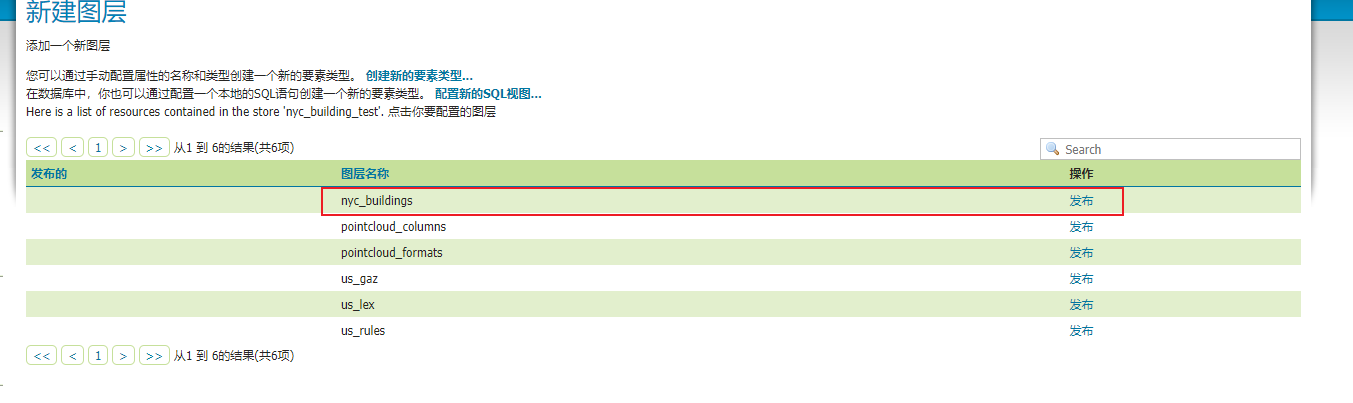 新建图层
添加一个新图层
您可以通过手动配置属性的名称和类型创建一个新的要素类型。 创建新的要素类型...
在数据库中，你也可以通过配置一个本地的SQL语句创建一个新的要素类型。 配置新的SQL视图...
Here is a list of resources contained in the store 'nyc_building_test'. 点击你要配置的图层
<< < 1 > >> 从1 到 6的结果(共6项) Search
发布的 图层名称 操作
nyc_buildings 发布
pointcloud_columns 发布
pointcloud_formats 发布
us_gaz 发布
us_lex 发布
us_rules 发布
<< < 1 > >> 从1 到 6的结果(共6项)